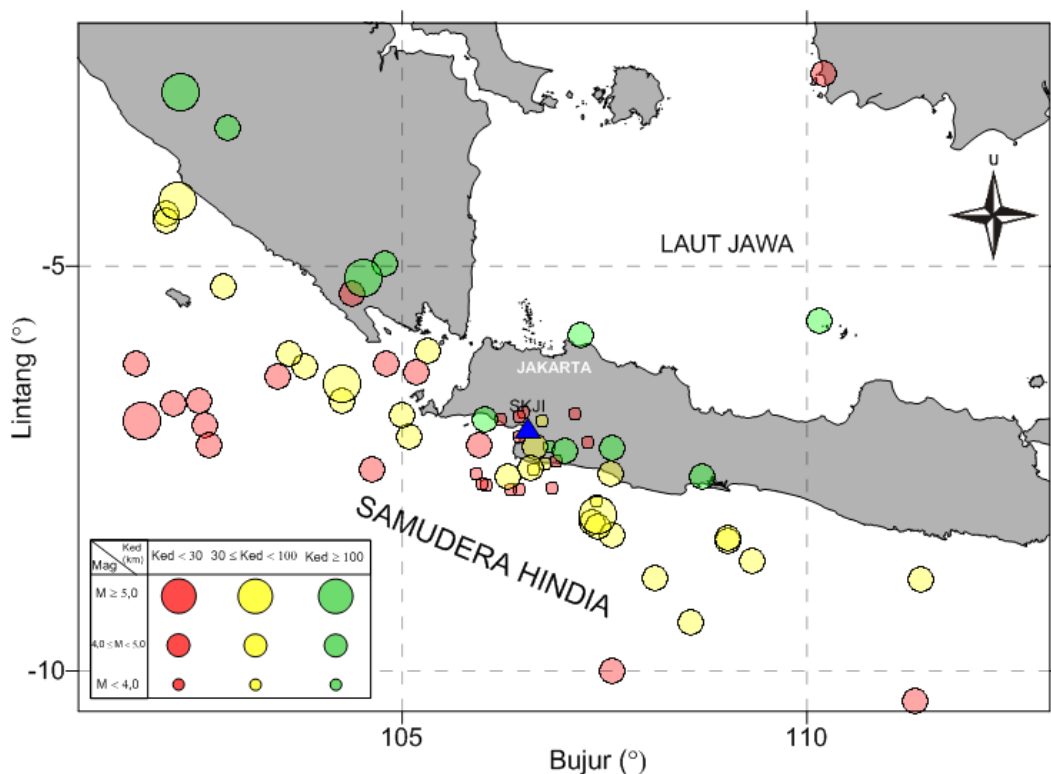 u
LAUT JAWA
-5
JAKARTA
SKJI
Lintang (°)
SAMUDERA HINDIA
Ked (km)
Mag
Ked < 30
30 ≤ Ked < 100
Ked ≥ 100
M ≥ 5,0
4,0 ≤ M < 5,0
M < 4,0
-10
105
110
Bujur (°)